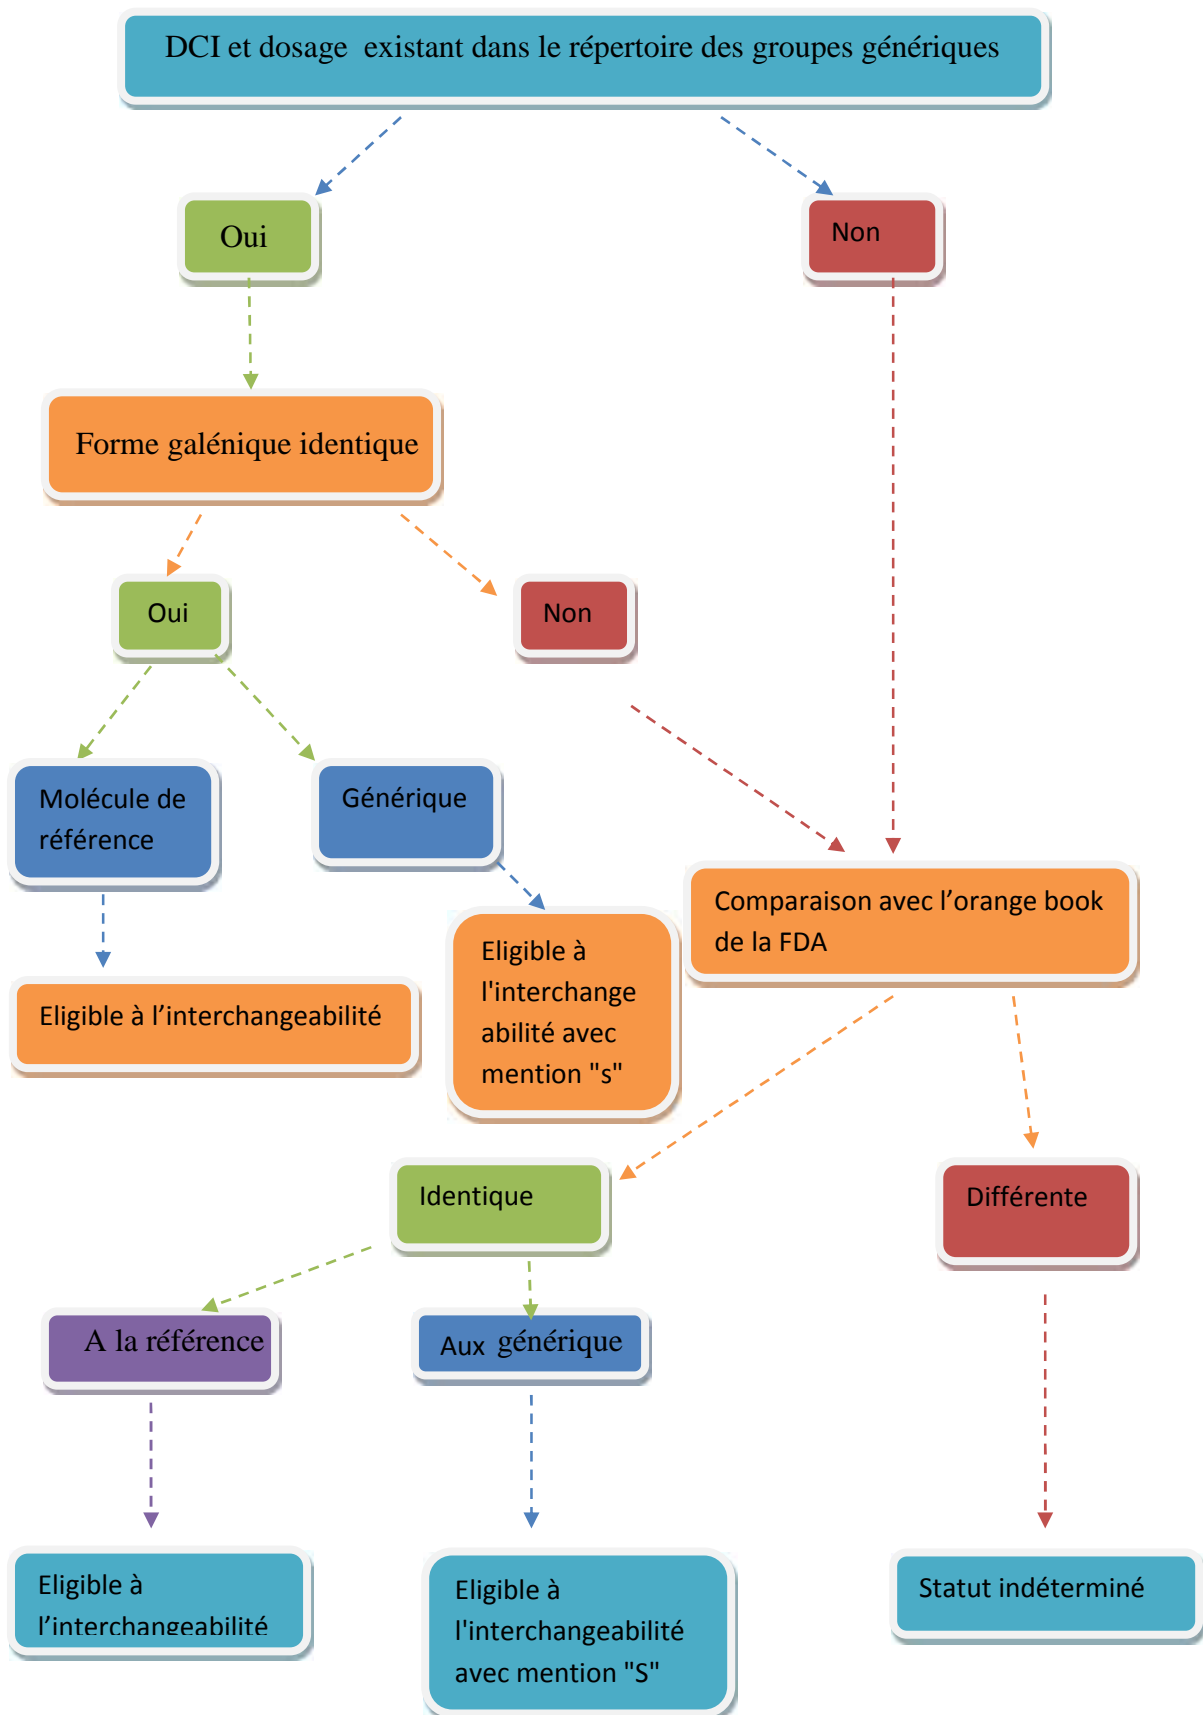 DCI et dosage  existant dans le répertoire des groupes génériques
Oui
Non
Forme galénique identique
Oui
Non
Molécule de
référence
Générique
Comparaison avec l’orange book
de la FDA
Eligible à
l'interchange
abilité avec
mention "s"
Eligible à l’interchangeabilité
Identique
Différente
A la référence
Aux générique
Eligible à
l’interchangeabilité
Eligible à
l'interchangeabilité
avec mention "S"
Statut indéterminé